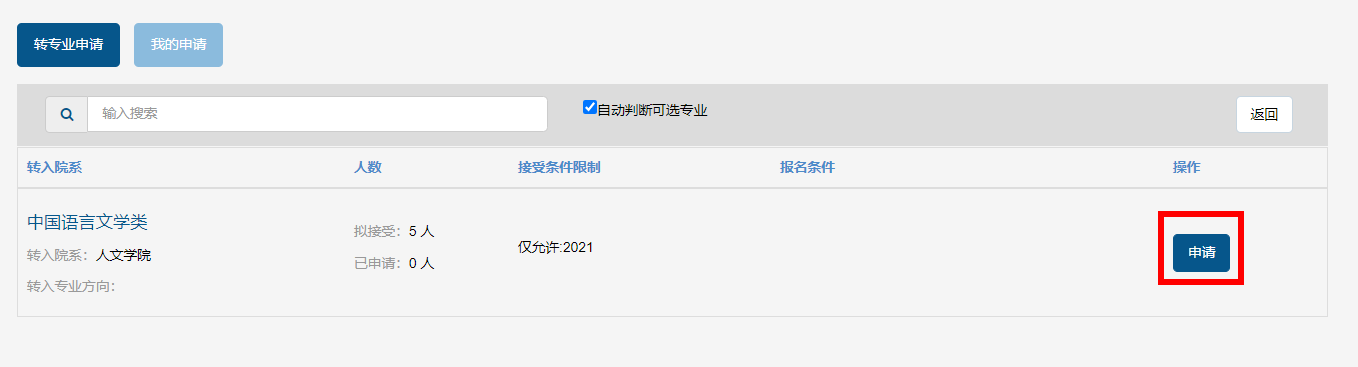 转专业申请 我的申请
输入搜索 自动判断可选专业 返回
转入院系 人数 接受条件限制 报名条件 操作
中国语言文学类
转入院系：人文学院
转入专业方向：
拟接受：5 人
已申请：0 人
仅允许:2021
申请